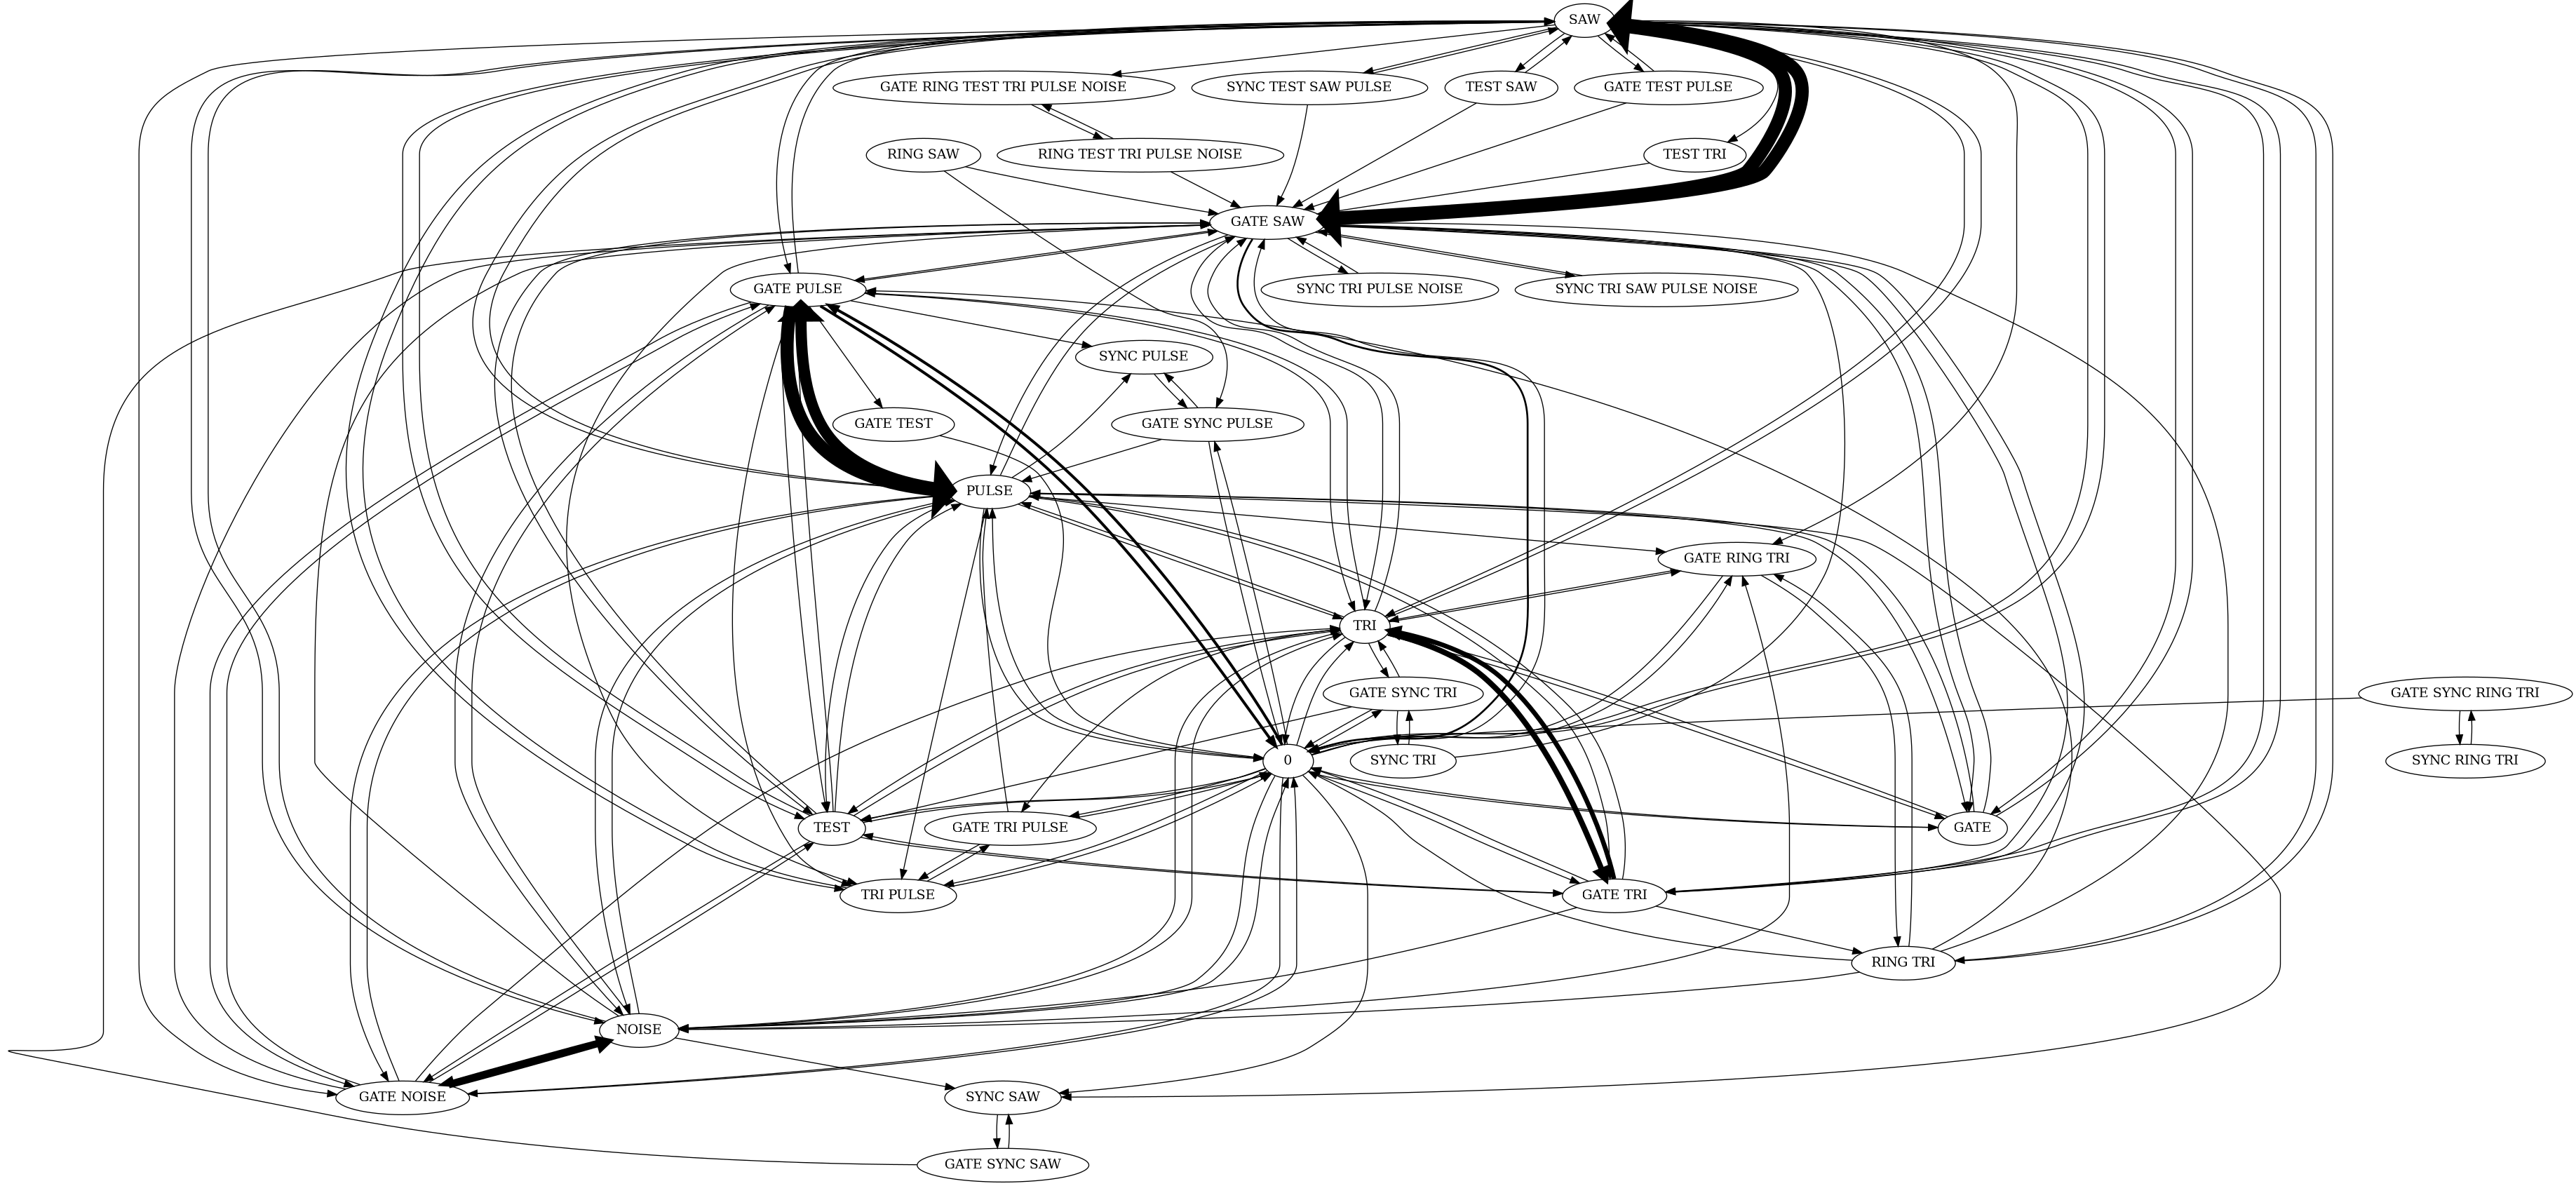 SAW
GATE RING TEST TRI PULSE NOISE
SYNC TEST SAW PULSE
TEST SAW
GATE TEST PULSE
RING SAW
RING TEST TRI PULSE NOISE
TEST TRI
GATE SAW
GATE PULSE
SYNC TRI PULSE NOISE
SYNC TRI SAW PULSE NOISE
SYNC PULSE
GATE TEST
GATE SYNC PULSE
PULSE
GATE RING TRI
TRI
GATE SYNC TRI
GATE SYNC RING TRI
0
SYNC TRI
SYNC RING TRI
TEST
GATE TRI PULSE
GATE
TRI PULSE
GATE TRI
RING TRI
NOISE
GATE NOISE
SYNC SAW
GATE SYNC SAW